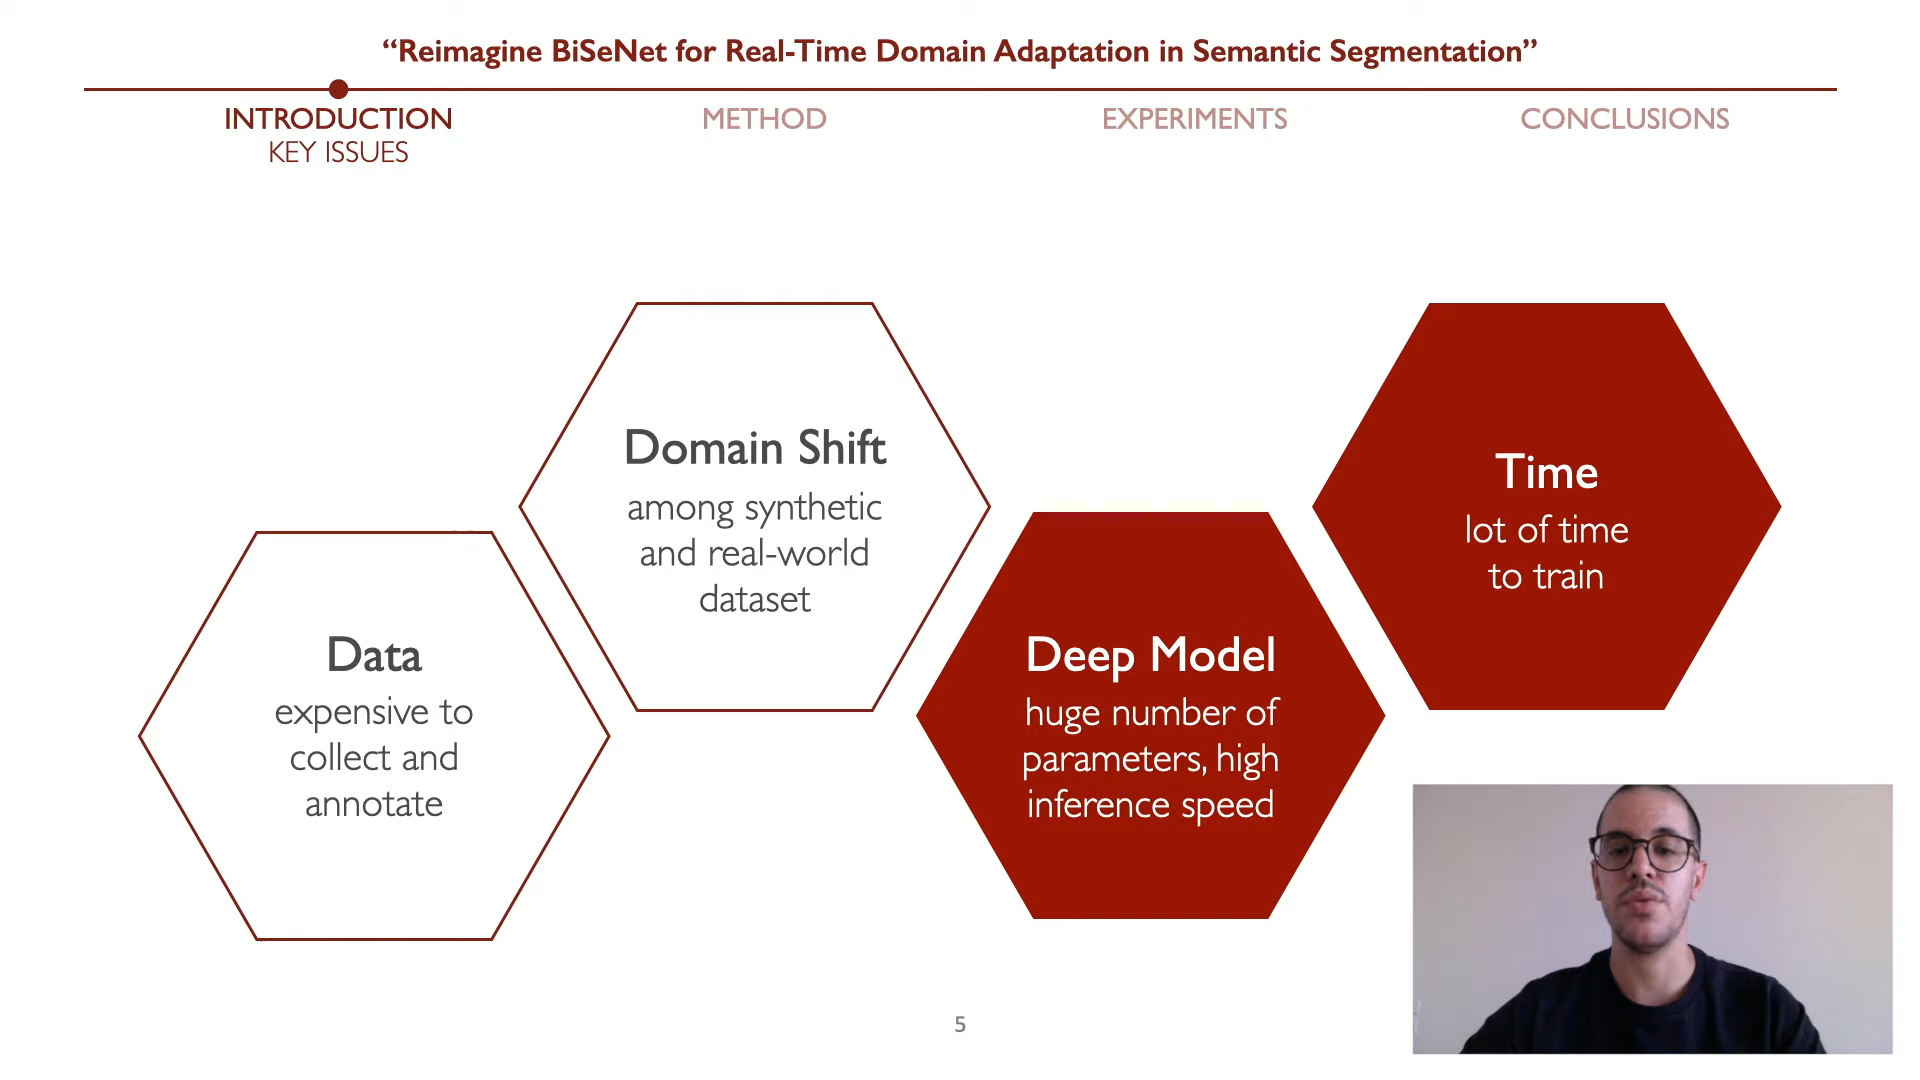 “Reimagine BiSeNet for Real-Time Domain Adaptation in Semantic Segmentation”
INTRODUCTION
KEY ISSUES
METHOD
EXPERIMENTS
CONCLUSIONS
Data
expensive to
collect and
annotate
Domain Shift
among synthetic
and real-world
dataset
Deep Model
huge number of
parameters, high
inference speed
Time
lot of time
to train
5